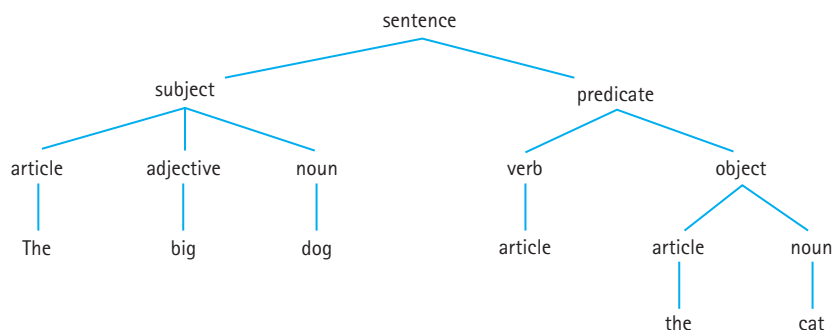 sentence
subject predicate
article adjective noun verb object
The big dog article article noun
the cat